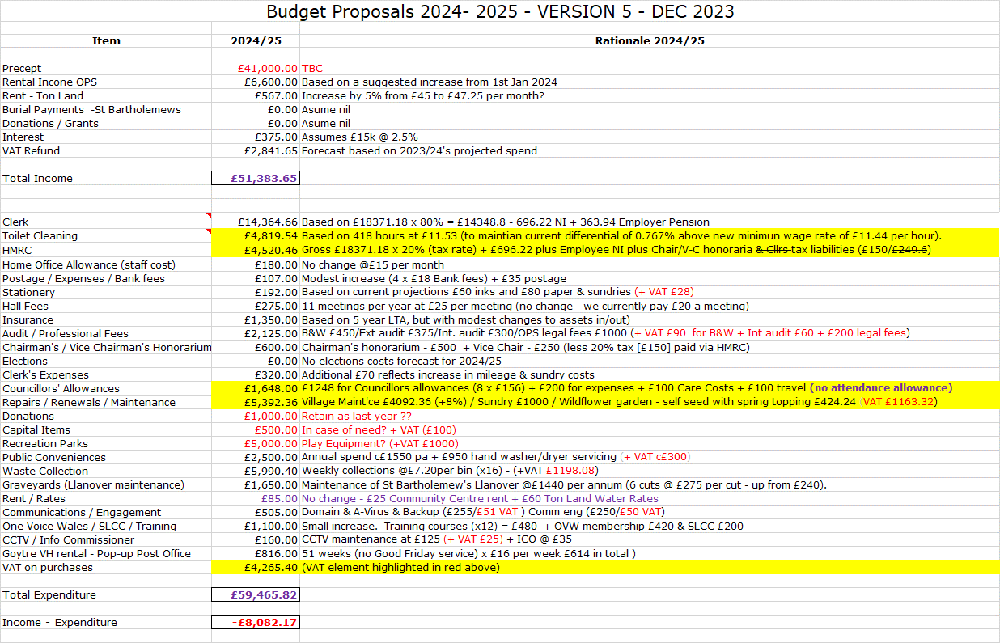 Budget Proposals 2024- 2025 - VERSION 5 - DEC 2023
Item 2024/25 Rationale 2024/25
Precept £41,000.00 TBC
Rental Incone OPS £6,600.00 Based on a suggested increase from 1st Jan 2024
Rent - Ton Land £567.00 Increase by 5% from £45 to £47.25 per month?
Burial Payments -St Bartholemews £0.00 Asume nil
Donations / Grants £0.00 Asume nil
Interest £375.00 Assumes £15k @ 2.5%
VAT Refund £2,841.65 Forecast based on 2023/24's projected spend
Total Income £51,383.65
Clerk £14,364.66 Based on £18371.18 x 80% = £14348.8 - 696.22 NI + 363.94 Employer Pension
Toilet Cleaning £4,819.54 Based on 418 hours at £11.53 (to maintian current differential of 0.767% above new minimun wage rate of £11.44 per hour).
HMRC £4,520.46 Gross £18371.18 x 20% (tax rate) + £696.22 plus Employee NI plus Chair/V-C honoraria & Cllrs tax liabilities (£150/£249.6)
Home Office Allowance (staff cost) £180.00 No change @£15 per month
Postage / Expenses / Bank fees £107.00 Modest increase (4 x £18 Bank fees) + £35 postage
Stationery £192.00 Based on current projections £60 inks and £80 paper & sundries (+ VAT £28)
Hall Fees £275.00 11 meetings per year at £25 per meeting (no change - we currently pay £20 a meeting)
Insurance £1,350.00 Based on 5 year LTA, but with modest changes to assets in/out)
Audit / Professional Fees £2,125.00 B&W £450/Ext audit £375/Int. audit £300/OPS legal fees £1000 (+ VAT £90 for B&W + Int audit £60 + £200 legal fees)
Chairman's / Vice Chairman's Honorarium £600.00 Chairman's honorarium - £500 + Vice Chair - £250 (less 20% tax [£150] paid via HMRC)
Elections £0.00 No elections costs forecast for 2024/25
Clerk's Expenses £320.00 Additional £70 reflects increase in mileage & sundry costs
Councillors' Allowances £1,648.00 £1248 for Councillors allowances (8 x £156) + £200 for expenses + £100 Care Costs + £100 travel (no attendance allowance)
Repairs / Renewals / Maintenance £5,392.36 Village Maint'ce £4092.36 (+8%) / Sundry £1000 / Wildflower garden - self seed with spring topping £424.24 (VAT £1163.32)
Donations £1,000.00 Retain as last year ??
Capital Items £500.00 In case of need? + VAT (£100)
Recreation Parks £5,000.00 Play Equipment? (+VAT £1000)
Public Conveniences £2,500.00 Annual spend c£1550 pa + £950 hand washer/dryer servicing (+ VAT c£300)
Waste Collection £5,990.40 Weekly collections @£7.20per bin (x16) - (+VAT £1198.08)
Graveyards (Llanover maintenance) £1,650.00 Maintenance of St Bartholemew's Llanover @£1440 per annum (6 cuts @ £275 per cut - up from £240).
Rent / Rates £85.00 No change - £25 Community Centre rent + £60 Ton Land Water Rates
Communications / Engagement £505.00 Domain & A-Virus & Backup (£255/£51 VAT ) Comm eng (£250/£50 VAT)
One Voice Wales / SLCC / Training £1,100.00 Small increase. Training courses (x12) = £480 + OVW membership £420 & SLCC £200
CCTV / Info Commissioner £160.00 CCTV maintenance at £125 (+ VAT £25) + ICO @ £35
Goytre VH rental - Pop-up Post Office £816.00 51 weeks (no Good Friday service) x £16 per week £614 in total )
VAT on purchases £4,265.40 (VAT element highlighted in red above)
Total Expenditure £59,465.82
Income - Expenditure -£8,082.17